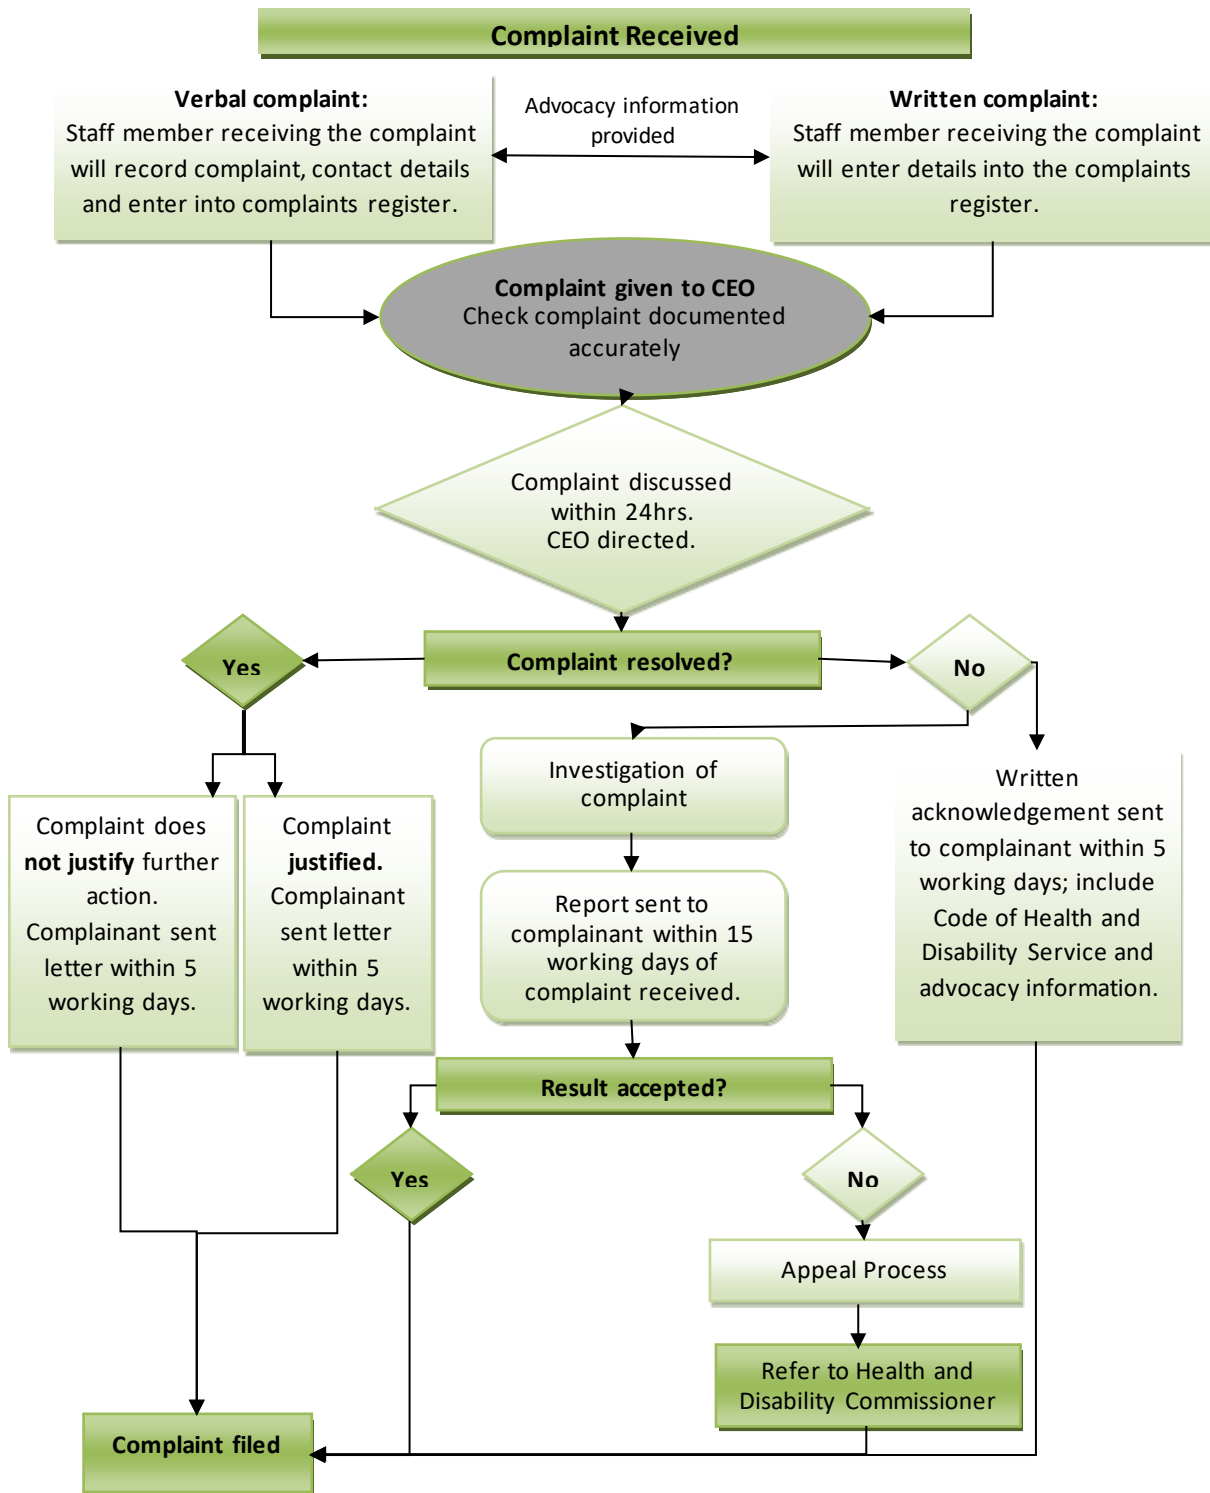 Complaint Received
Verbal complaint:
Staff member receiving the complaint
will record complaint, contact details
and enter into complaints register.
Advocacy information
provided
Written complaint:
Staff member receiving the complaint
will enter details into the complaints
register.
Complaint given to CEO
Check complaint documented
accurately
Complaint discussed
within 24hrs.
CEO directed.
Yes
Complaint resolved?
No
Complaint does
not justify further
action.
Complainant sent
letter within 5
working days.
Complaint
justified.
Complainant
sent letter
within 5
working days.
Investigation of
complaint
Report sent to
complainant within 15
working days of
complaint received.
Written
acknowledgement sent
to complainant within 5
working days; include
Code of Health and
Disability Service and
advocacy information.
Result accepted?
Yes
No
Appeal Process
Refer to Health and
Disability Commissioner
Complaint filed